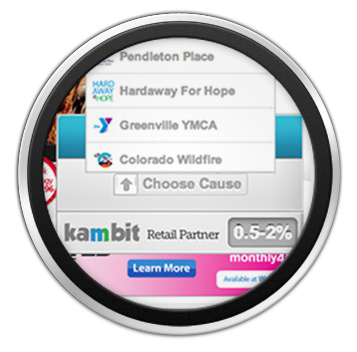 Pendleton Place
HARD
AWAY
HOPE
Hardaway For Hope
Greenville YMCA
Colorado Wildfire
Choose Cause
kambit Retail Partner 0.5-2%
Learn More
Available at